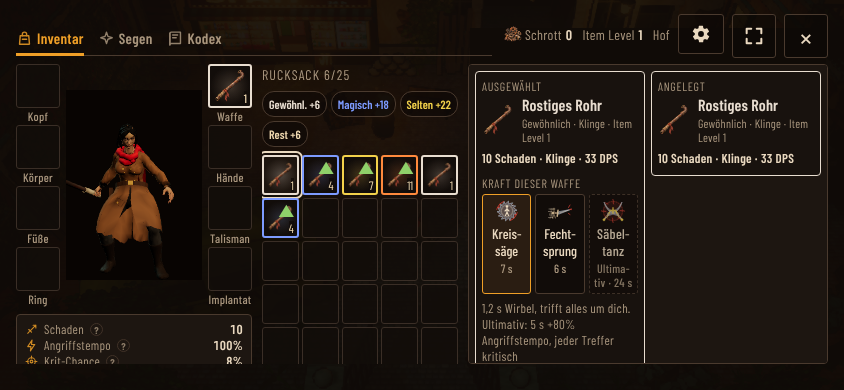 Inventar Segen Kodex
Schrott 0 Item Level 1 Hof
Kopf
Körper
Füße
Ring
Waffe
1
Hände
Talisman
Implantat
Schaden ? 10
Angriffstempo ? 100%
Krit-Chance ? 8%
RUCKSACK 6/25
Gewöhnl. +6 Magisch +18 Selten +22
Rest +6
1 4 7 11 1
4
AUSGEWÄHLT
Rostiges Rohr
Gewöhnlich · Klinge · Item
Level 1
10 Schaden · Klinge · 33 DPS
KRAFT DIESER WAFFE
Kreis-
säge
7 s
Fecht-
sprung
6 s
Säbel-
tanz
Ultima-
tiv · 24 s
1,2 s Wirbel, trifft alles um dich.
Ultimativ: 5 s +80%
Angriffstempo, jeder Treffer
kritisch
ANGELEGT
Rostiges Rohr
Gewöhnlich · Klinge · Item
Level 1
10 Schaden · Klinge · 33 DPS